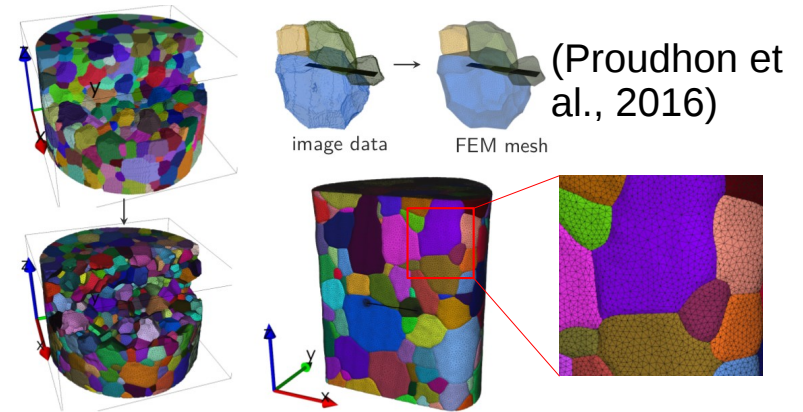 (Proudhon et
al., 2016)
image data
FEM mesh
z
y
x
z
x
z
y
x